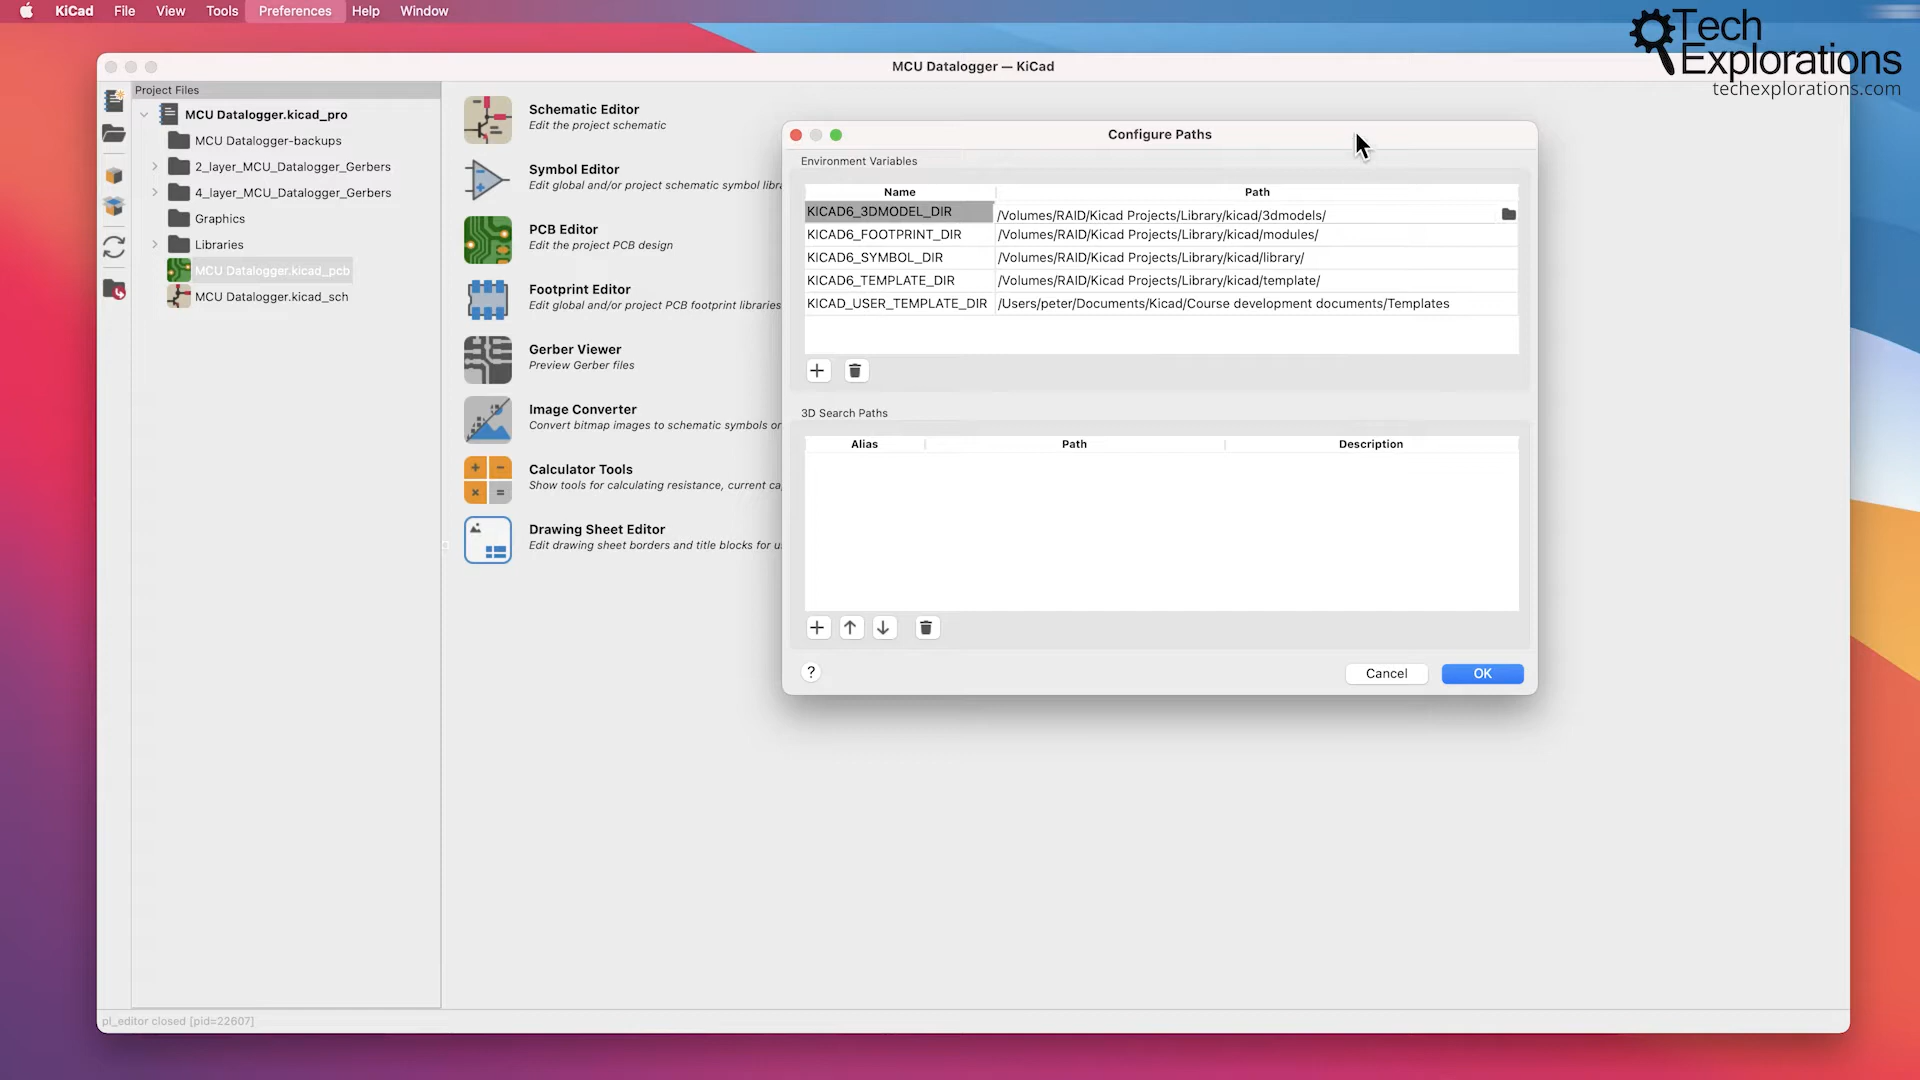 KiCad File View Tools Preferences Help Window
Tech
Explorations
techexplorations.com
MCU Datalogger — KiCad
Project Files
MCU Datalogger.kicad_pro
MCU Datalogger-backups
2_layer_MCU_Datalogger_Gerbers
4_layer_MCU_Datalogger_Gerbers
Graphics
Libraries
MCU Datalogger.kicad_pcb
MCU Datalogger.kicad_sch
Schematic Editor
Edit the project schematic
Symbol Editor
Edit global and/or project schematic symbol libra
PCB Editor
Edit the project PCB design
Footprint Editor
Edit global and/or project PCB footprint libraries
Gerber Viewer
Preview Gerber files
Image Converter
Convert bitmap images to schematic symbols or
Calculator Tools
Show tools for calculating resistance, current ca
Drawing Sheet Editor
Edit drawing sheet borders and title blocks for u
Configure Paths
Environment Variables
Name Path
KICAD6_3DMODEL_DIR /Volumes/RAID/Kicad Projects/Library/kicad/3dmodels/
KICAD6_FOOTPRINT_DIR /Volumes/RAID/Kicad Projects/Library/kicad/modules/
KICAD6_SYMBOL_DIR /Volumes/RAID/Kicad Projects/Library/kicad/library/
KICAD6_TEMPLATE_DIR /Volumes/RAID/Kicad Projects/Library/kicad/template/
KICAD_USER_TEMPLATE_DIR /Users/peter/Documents/Kicad/Course development documents/Templates
3D Search Paths
Alias Path Description
?
Cancel OK
pl_editor closed [pid=22607]